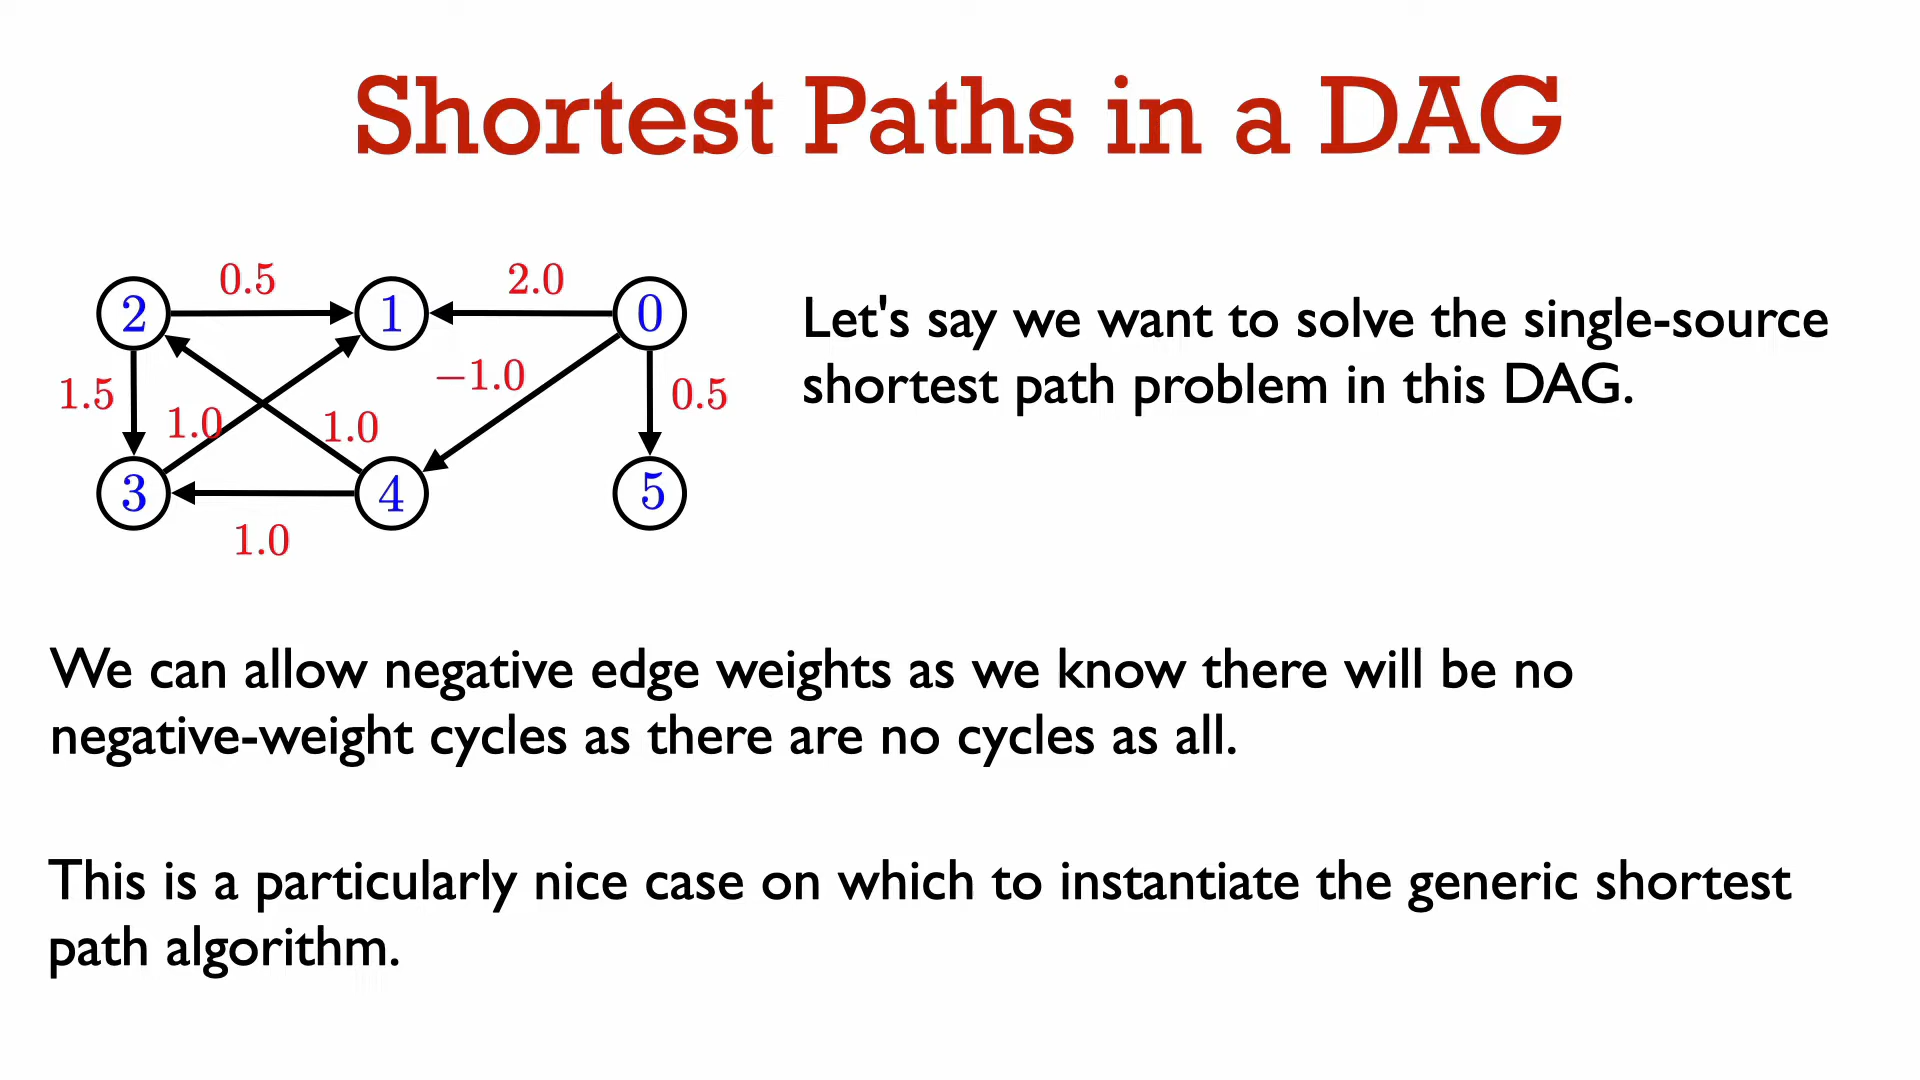 Shortest Paths in a DAG
0.5
2.0
2
1
0
Let's say we want to solve the single-source
shortest path problem in this DAG.
−1.0
1.5
0.5
1.0
1.0
3
4
5
1.0
We can allow negative edge weights as we know there will be no
negative-weight cycles as there are no cycles as all.
This is a particularly nice case on which to instantiate the generic shortest
path algorithm.